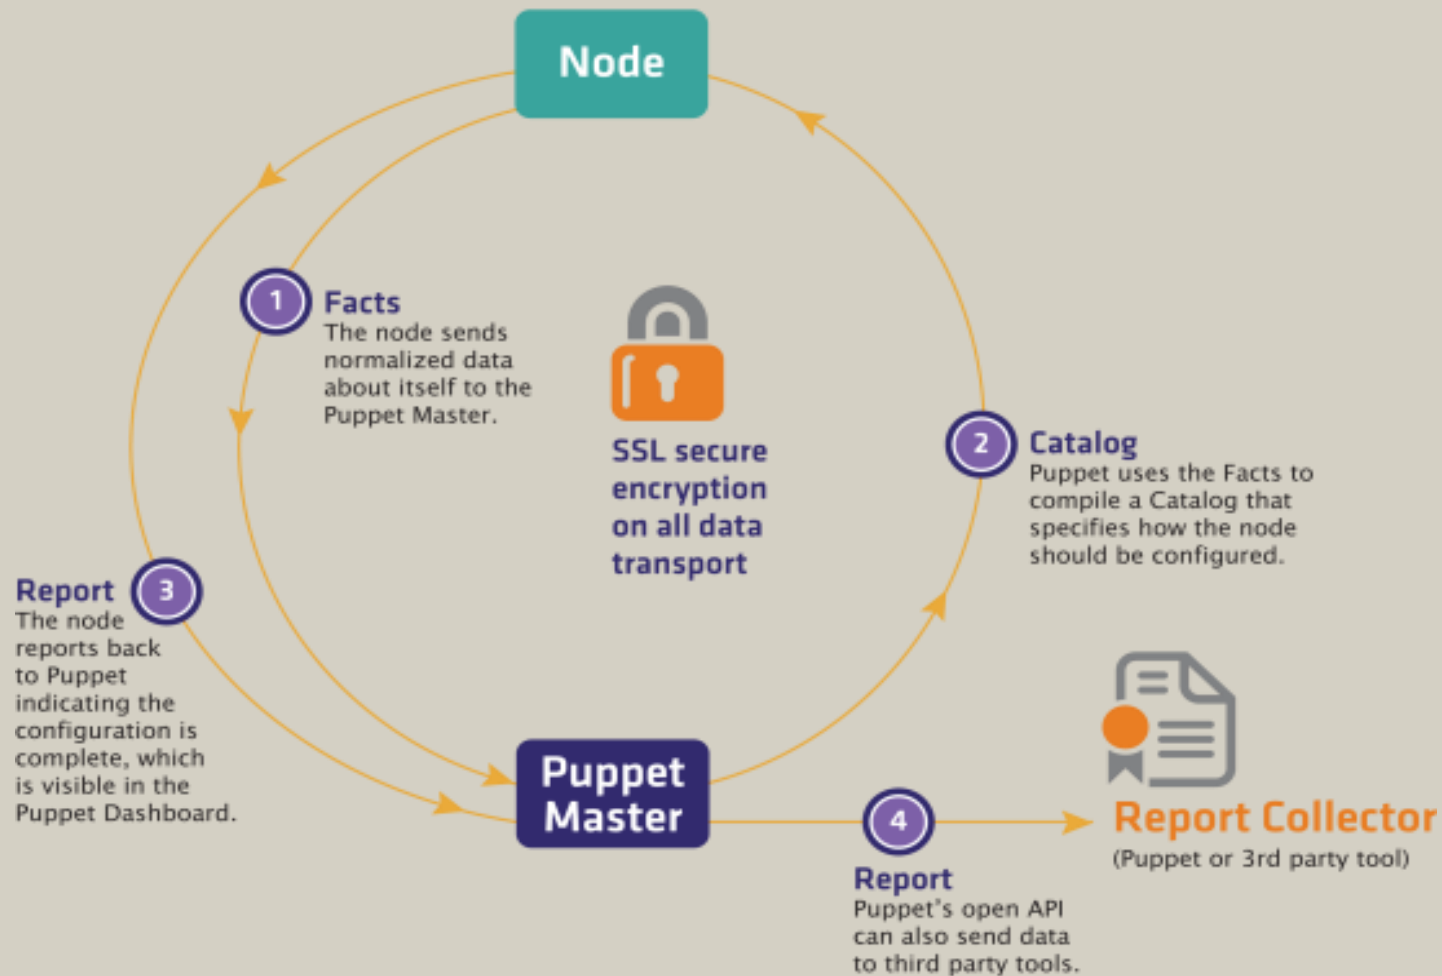 Node
1
Facts
The node sends
normalized data
about itself to the
Puppet Master.
SSL secure
encryption
on all data
transport
2
Catalog
Puppet uses the Facts to
compile a Catalog that
specifies how the node
should be configured.
Report
3
The node
reports back
to Puppet
indicating the
configuration is
complete, which
is visible in the
Puppet Dashboard.
Puppet
Master
4
Report
Puppet's open API
can also send data
to third party tools.
Report Collector
(Puppet or 3rd party tool)